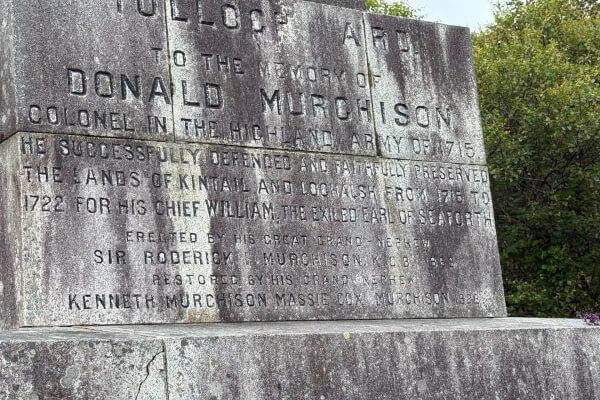 TULLOCH ARD.
TO THE MEMORY OF
DONALD MURCHISON
COLONEL IN THE HIGHLAND ARMY OF 1715.
HE SUCCESSFULLY DEFENDED AND FAITHFULLY PRESERVED
THE LANDS OF KINTAIL AND LOCHALSH FROM 1715 TO
1722 FOR HIS CHIEF WILLIAM, THE EXILED EARL OF SEAFORTH
ERECTED BY HIS GREAT GRAND-NEPHEW
SIR RODERICK I. MURCHISON, K.C.B.
RESTORED BY HIS GRAND NEPHEW
KENNETH MURCHISON MASSIE COX MURCHISON 1928